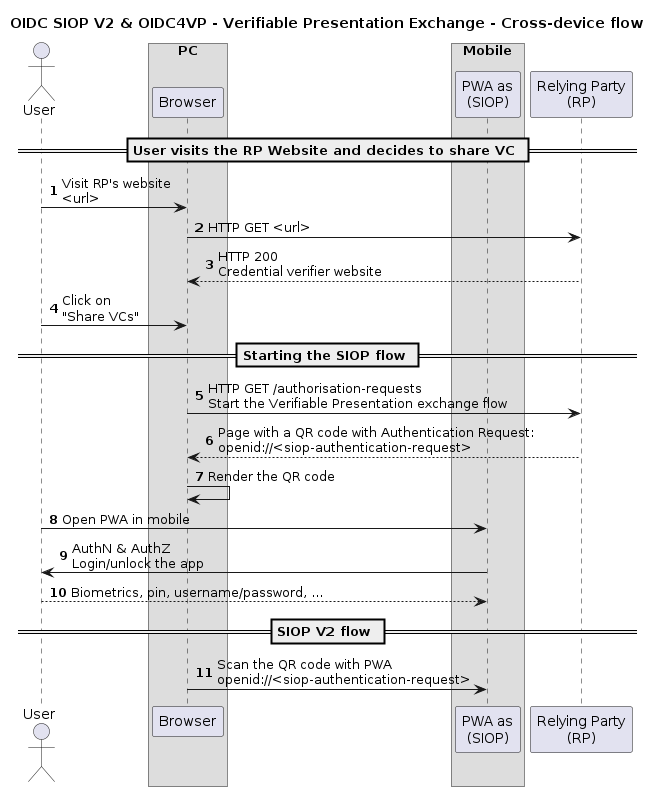 OIDC SIOP V2 & OIDC4VP - Verifiable Presentation Exchange - Cross-device flow
PC
Mobile
User
Browser
PWA as
(SIOP)
Relying Party
(RP)
User visits the RP Website and decides to share VC
1 Visit RP's website
<url>
2 HTTP GET <url>
3 HTTP 200
Credential verifier website
4 Click on
"Share VCs"
Starting the SIOP flow
5 HTTP GET /authorisation-requests
Start the Verifiable Presentation exchange flow
6 Page with a QR code with Authentication Request:
openid://<siop-authentication-request>
7 Render the QR code
8 Open PWA in mobile
9 AuthN & AuthZ
Login/unlock the app
10 Biometrics, pin, username/password, ...
SIOP V2 flow
11 Scan the QR code with PWA
openid://<siop-authentication-request>
User
Browser
PWA as
(SIOP)
Relying Party
(RP)